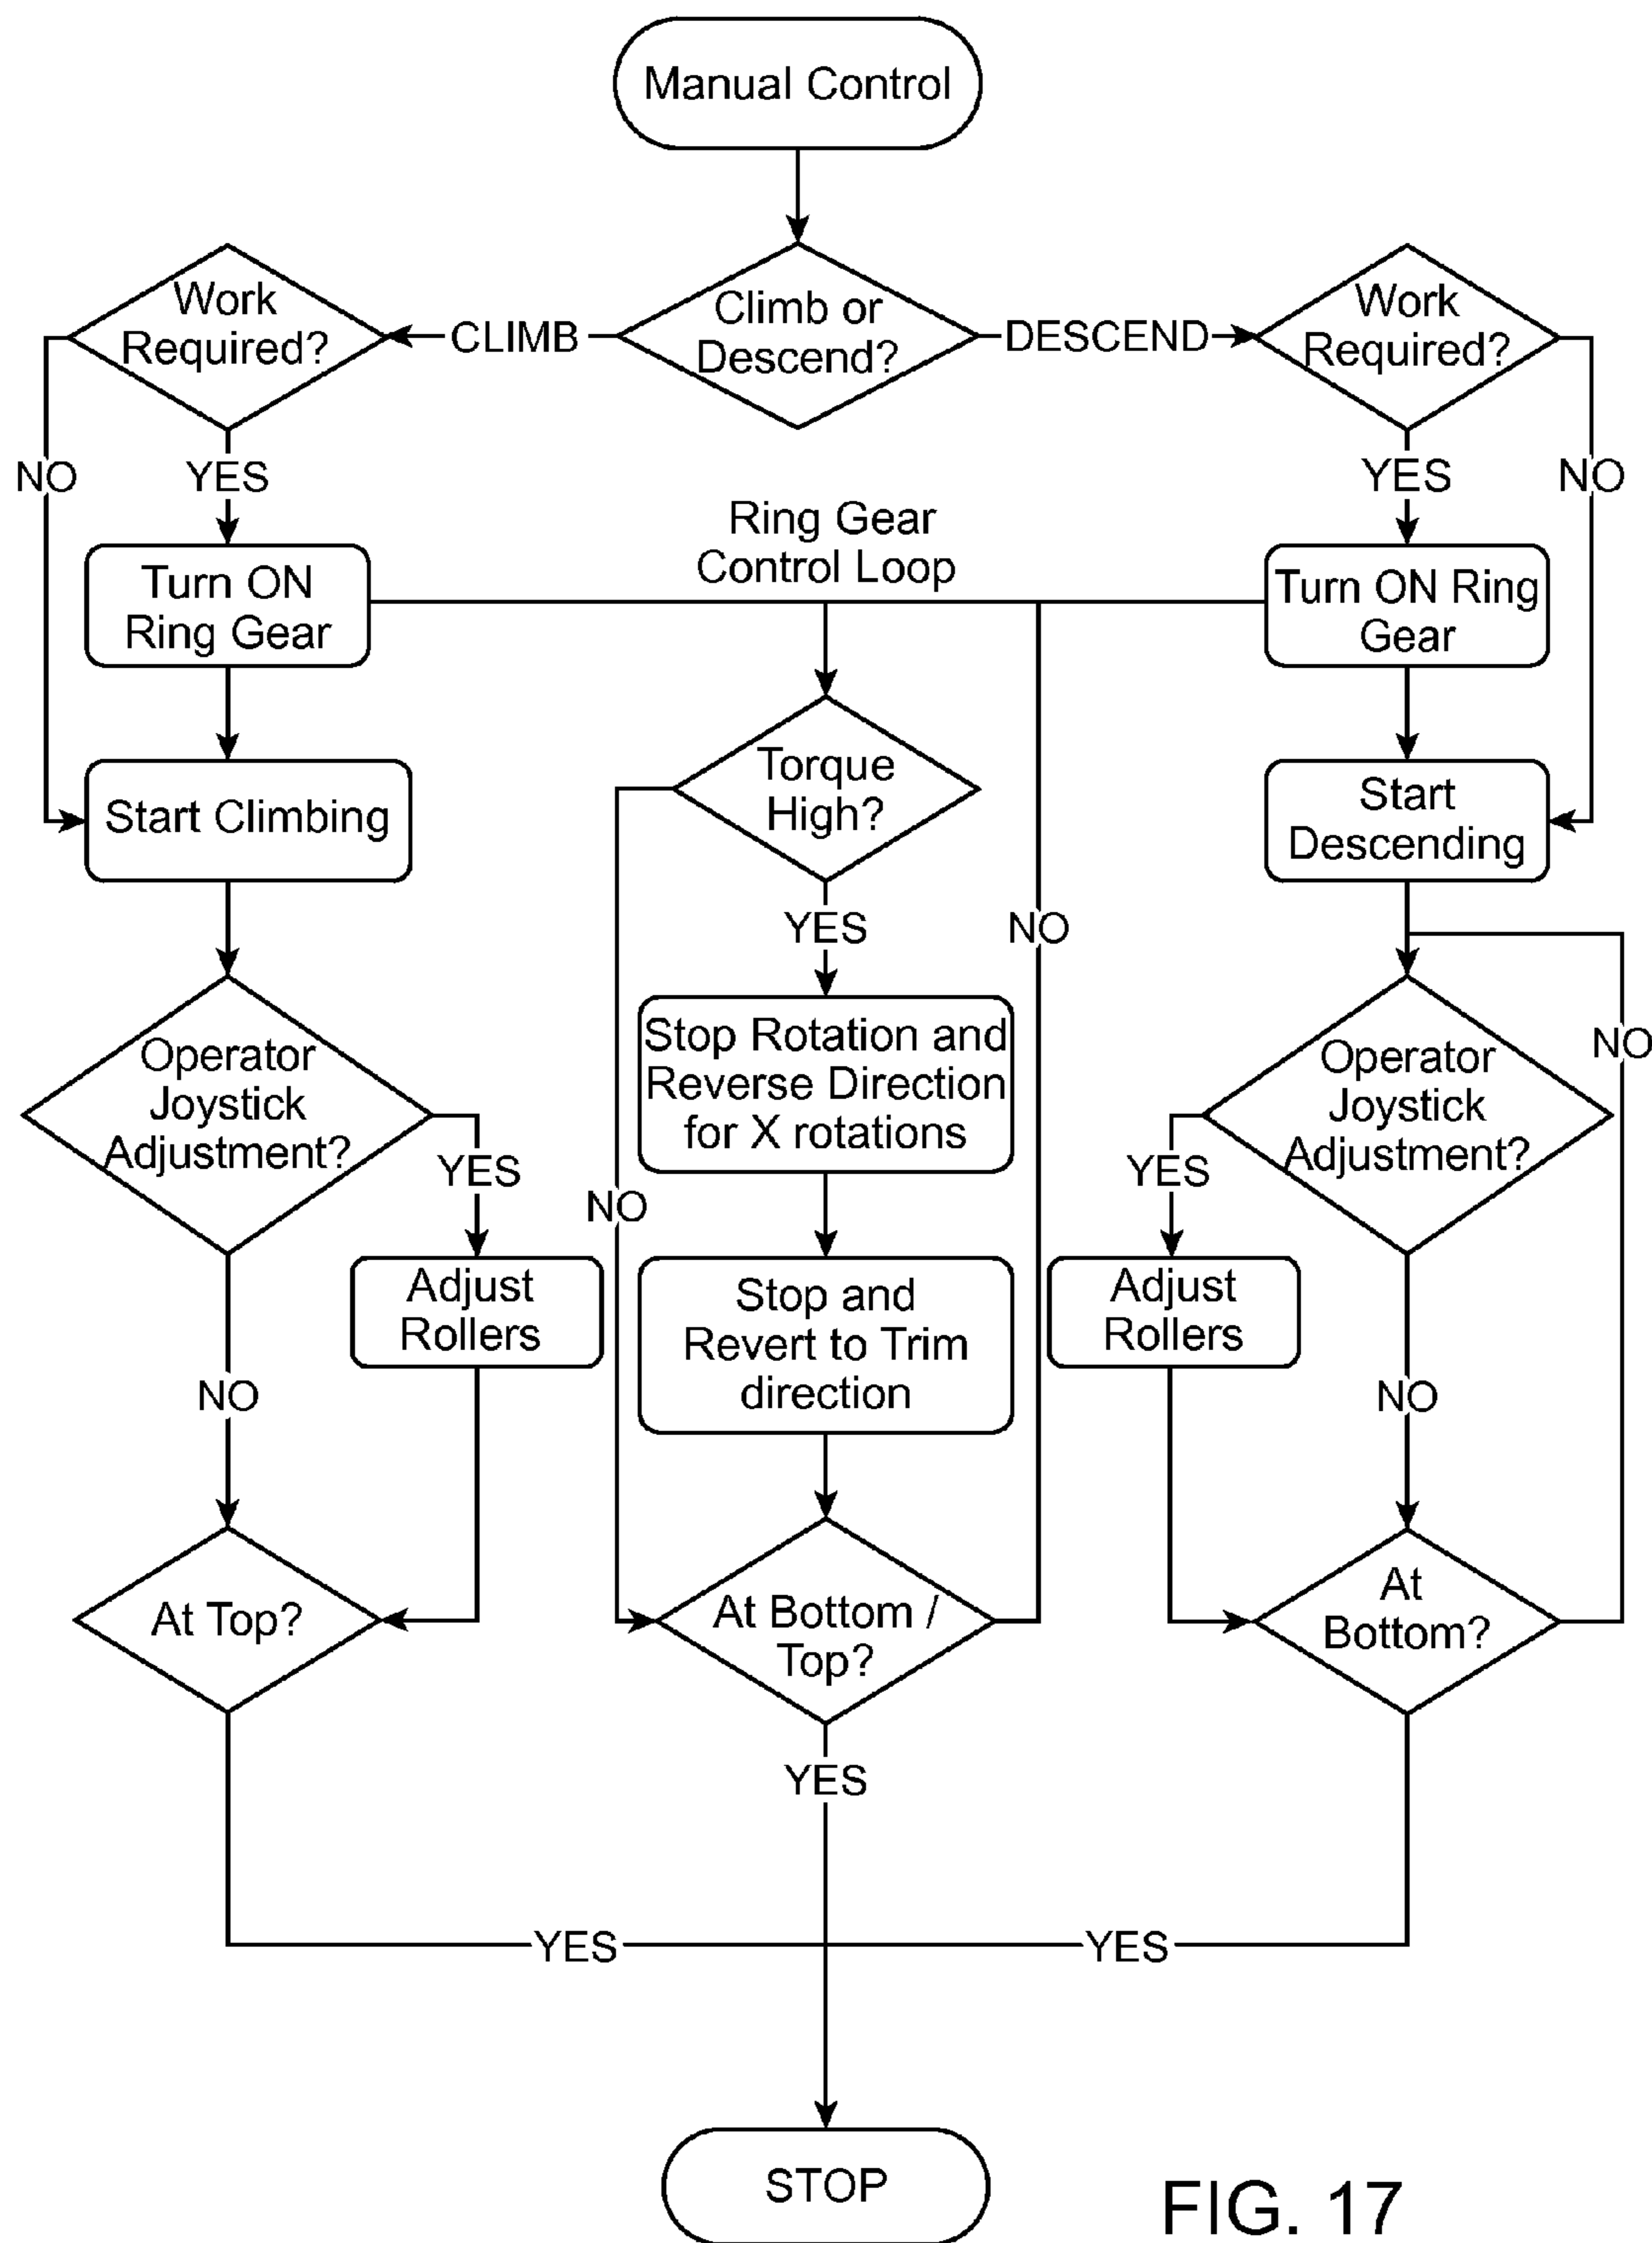 Manual Control
Work
Required?
CLIMB
Climb or
Descend?
DESCEND
Work
Required?
NO
YES
YES
NO
Turn ON
Ring Gear
Ring Gear
Control Loop
Turn ON Ring
Gear
Start Climbing
Torque
High?
Start
Descending
YES
NO
Operator
Joystick
Adjustment?
YES
Stop Rotation and
Reverse Direction
for X rotations
Operator
Joystick
Adjustment?
NO
YES
NO
Adjust
Rollers
Stop and
Revert to Trim
direction
Adjust
Rollers
NO
NO
At Top?
At Bottom /
Top?
At
Bottom?
YES
YES
YES
STOP
FIG. 17